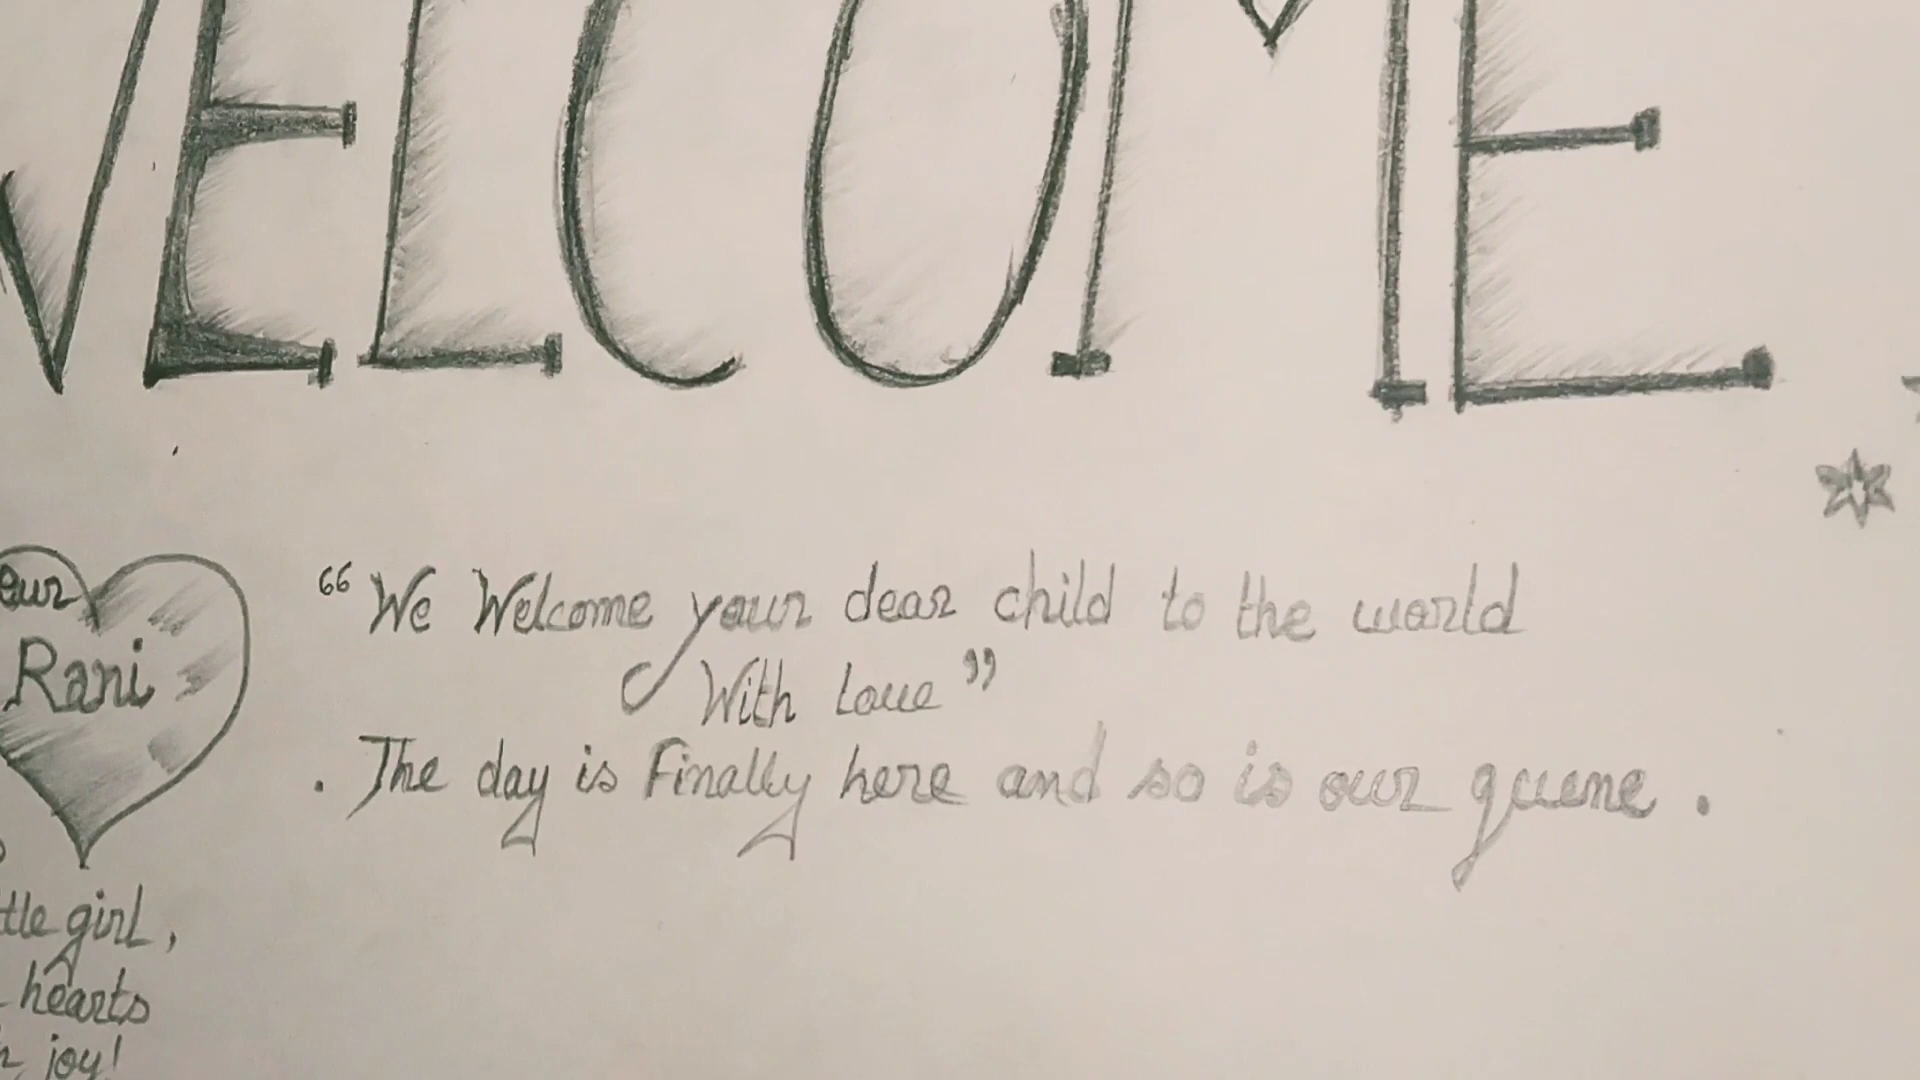 WELCOME
"We Welcome your dear child to the world
With Love"
. The day is Finally here and so is our quene .
Our
Rani
girl,
hearts
joy!